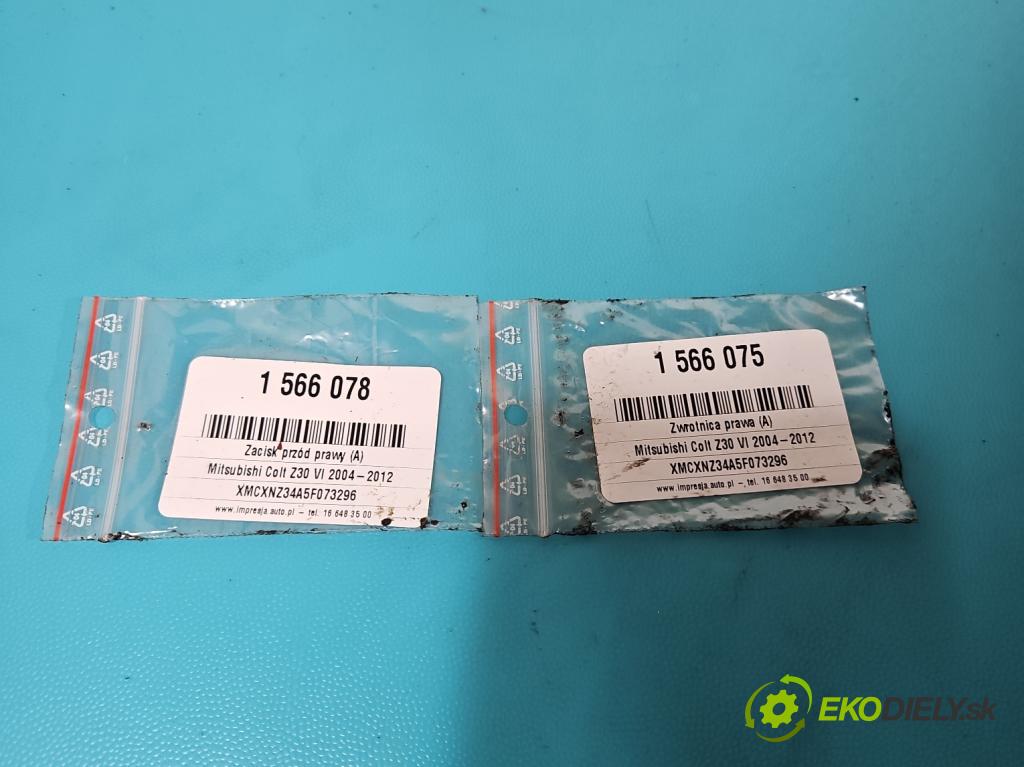 1 566 078
Zacisk przód prawy (A)
Mitsubishi Colt Z30 VI 2004-2012
XMCXNZ34A5F073296
www.impresja.auto.pl - tel. 16 648 35 00
1 566 075
Zwrotnica prawa (A)
Mitsubishi Colt Z30 VI 2004-2012
XMCXNZ34A5F073296
www.impresja.auto.pl - tel. 16 648 35 00
EKODIELY.sk